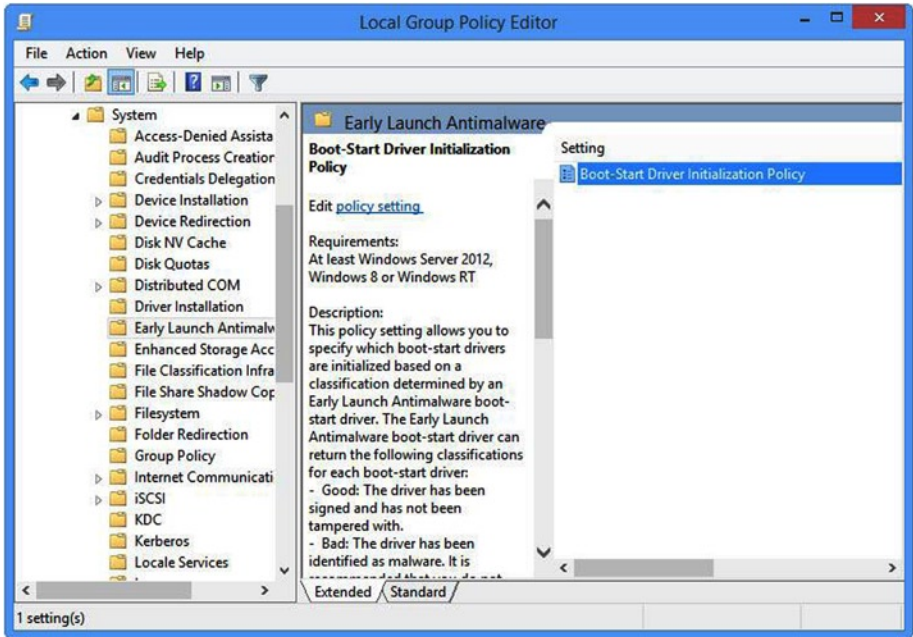 Local Group Policy Editor
File Action View Help
System
Access-Denied Assista
Audit Process Creation
Credentials Delegation
Device Installation
Device Redirection
Disk NV Cache
Disk Quotas
Distributed COM
Driver Installation
Early Launch Antimalw
Enhanced Storage Acc
File Classification Infra
File Share Shadow Cop
Filesystem
Folder Redirection
Group Policy
Internet Communicati
iSCSI
KDC
Kerberos
Locale Services
Early Launch Antimalware
Boot-Start Driver Initialization
Policy
Edit policy setting
Requirements:
At least Windows Server 2012,
Windows 8 or Windows RT
Description:
This policy setting allows you to
specify which boot-start drivers
are initialized based on a
classification determined by an
Early Launch Antimalware boot-
start driver. The Early Launch
Antimalware boot-start driver can
return the following classifications
for each boot-start driver:
- Good: The driver has been
signed and has not been
tampered with.
- Bad: The driver has been
identified as malware. It is
Setting
Boot-Start Driver Initialization Policy
Extended Standard
1 setting(s)